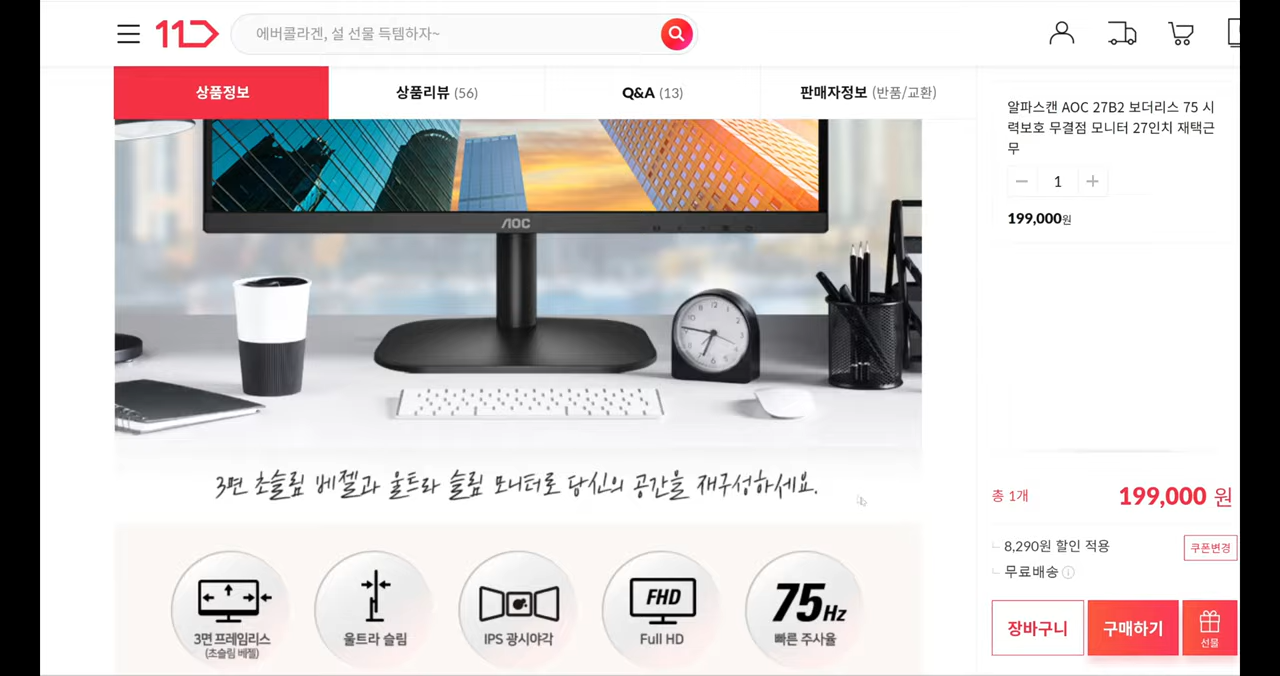 11
에버콜라겐, 설 선물 득템하자~
상품정보
상품리뷰 (56)
Q&A (13)
판매자정보 (반품/교환)
알파스캔 AOC 27B2 보더리스 75 시
력보호 무결점 모니터 27인치 재택근
무
1
199,000원
AOC
3면 초슬림 베젤과 울트라 슬림 모니터로 당신의 공간을 재구성하세요.
총 1개
199,000 원
8,290원 할인 적용
쿠폰변경
무료배송
장바구니
구매하기
선물
3면 프레임리스
(초슬림 베젤)
울트라 슬림
IPS 광시야각
FHD
Full HD
75Hz
빠른 주사율